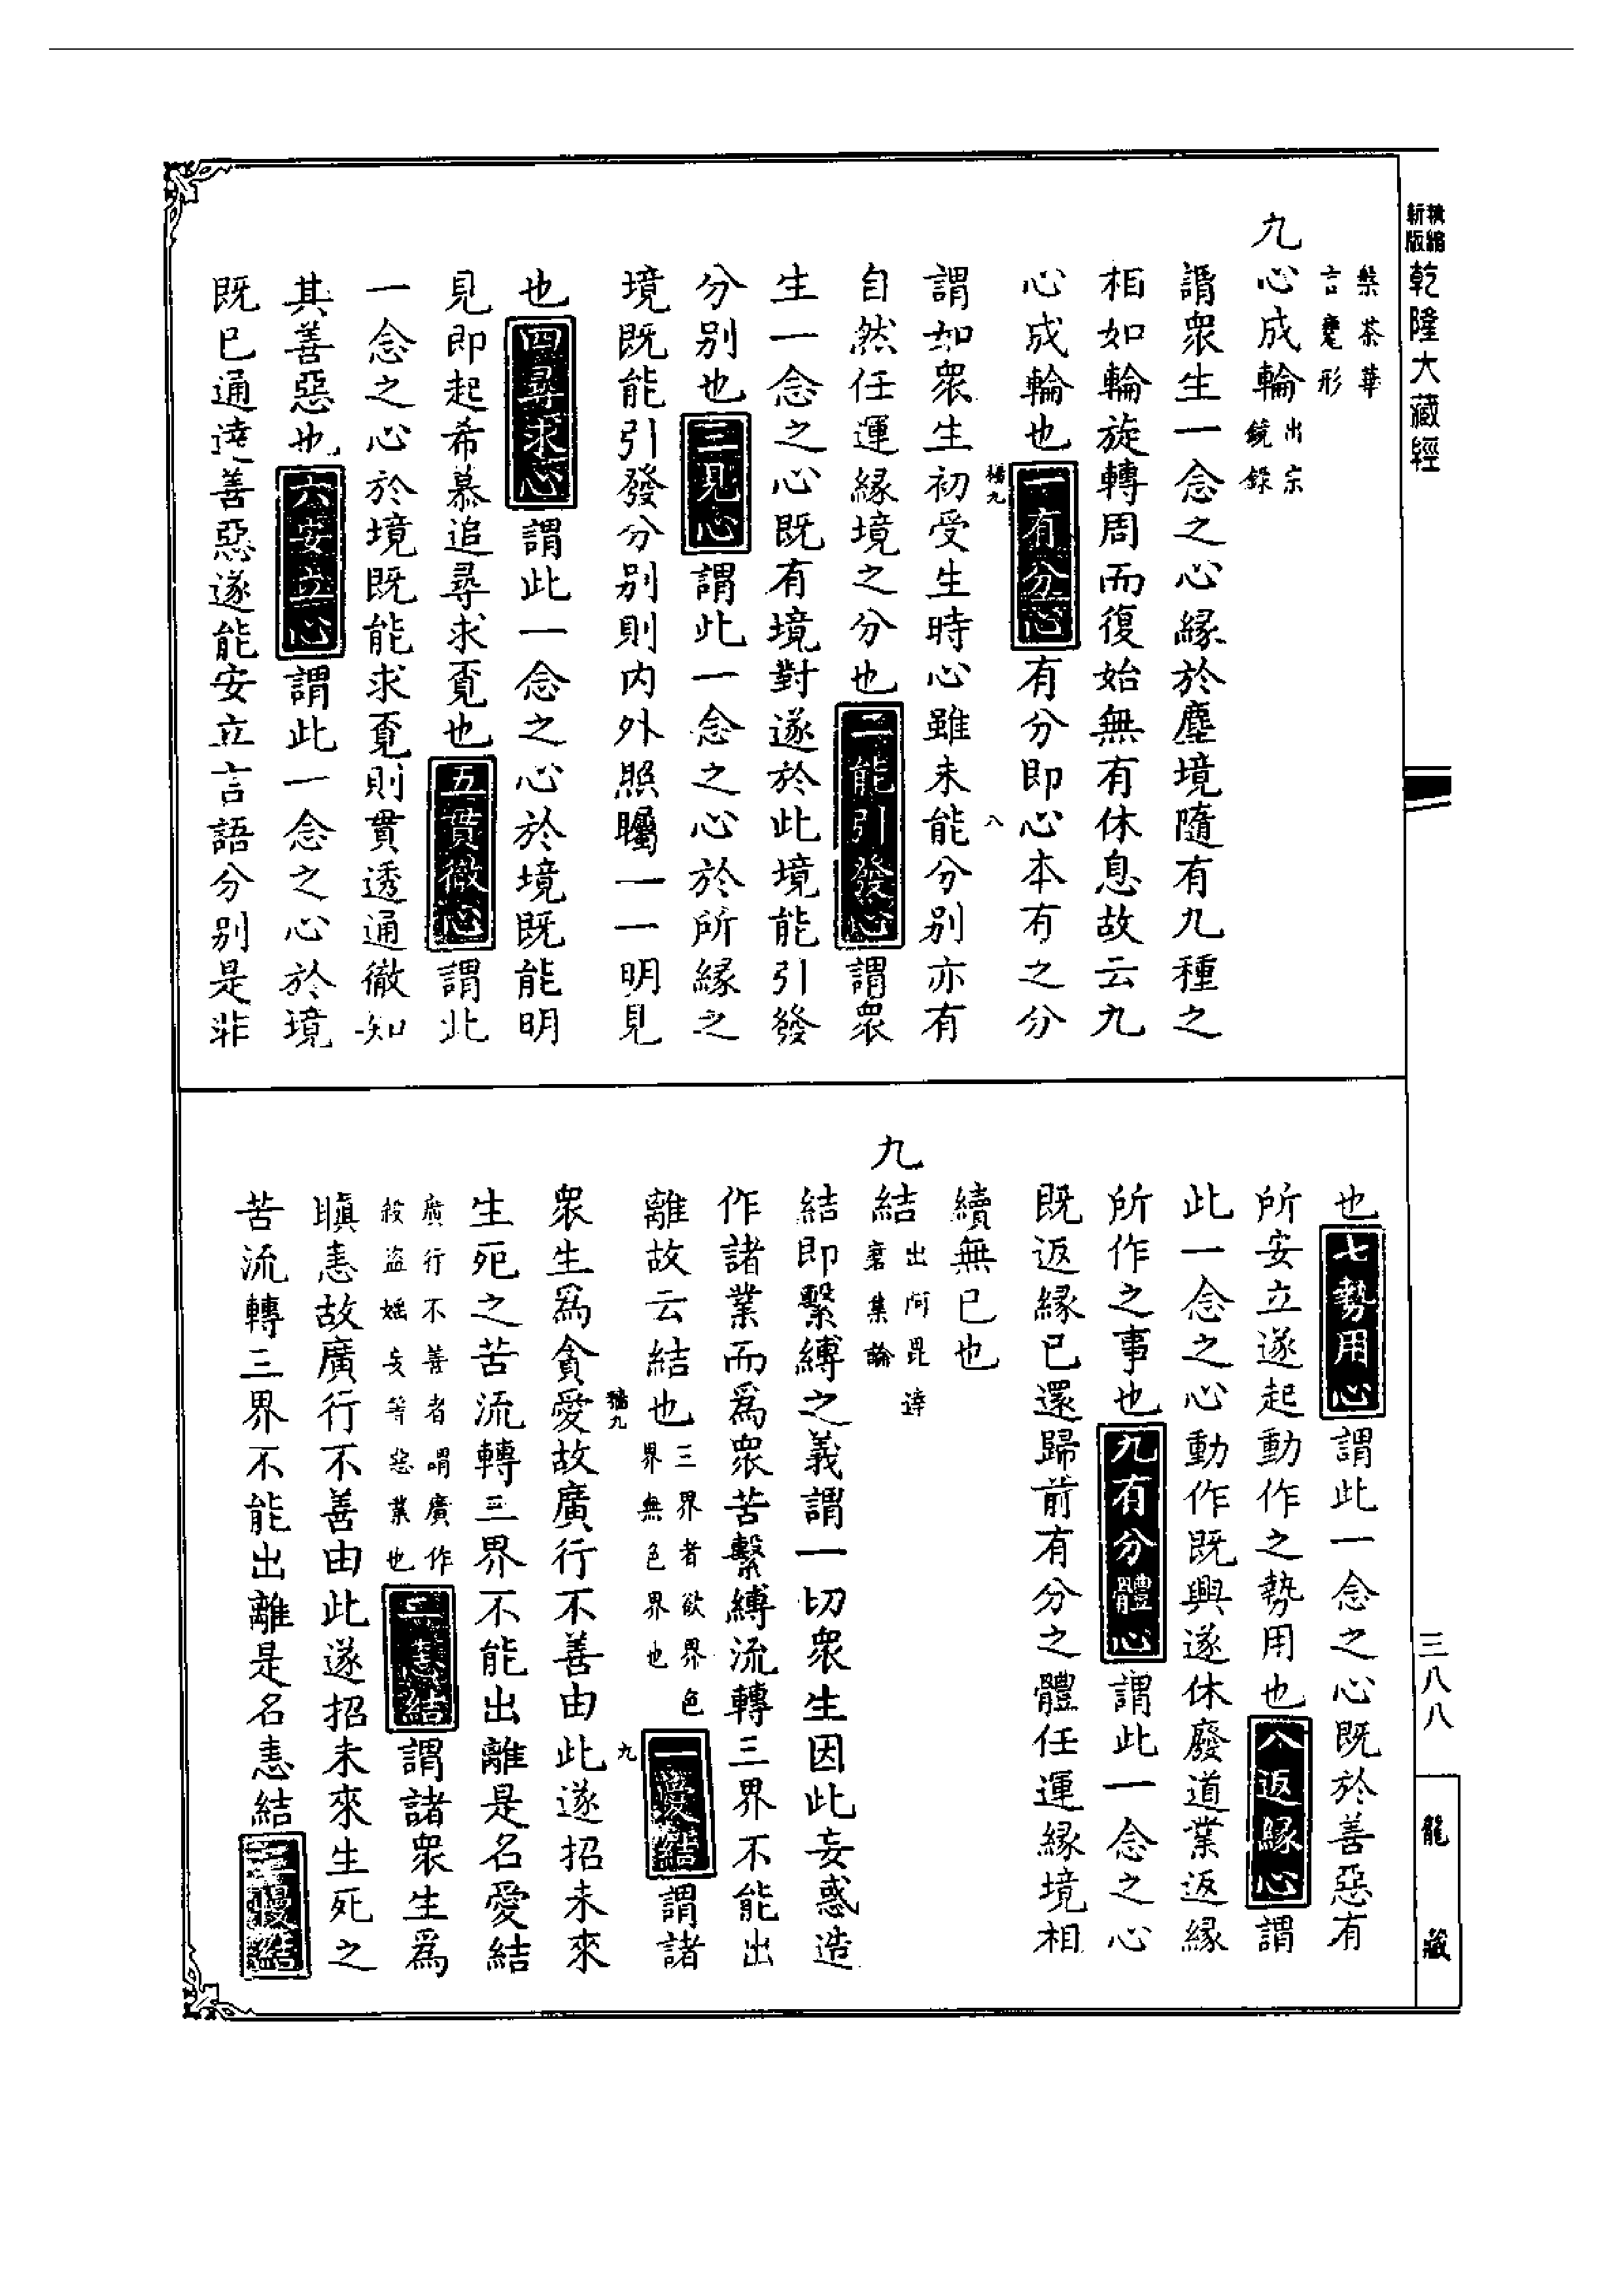 乾隆大藏經
槃茶華
言甕形
九心成輪出宗
鏡錄
謂衆生一念之心緣於塵境隨有九種之
相如輪旋轉周而復始無有休息故云九
心成輪也一有分心有分即心本有之分
八
謂如衆生初受生時心雖未能分別亦有
自然任運緣境之分也二能引發心謂衆
生一念之心既有境對遂於此境能引發
分別也三見心謂此一念之心於所緣之
境既能引發分別則內外照矚一一明見
也四尋求心謂此一念之心於境既能明
見即起希慕追尋求覓也五貫徹心謂此
一念之心於境既能求覓則貫透通徹知
其善惡也六安立心謂此一念之心於境
既已通達善惡遂能安立言語分別是非
也七勢用心謂此一念之心既於善惡有
所安立遂起動作之勢用也八返緣心謂
此一念之心動作既興遂休廢道業返緣
所作之事也九有分體心謂此一念之心
既返緣已還歸前有分之體任運緣境相
續無已也
九結出阿毘達
磨集論
結即繫縛之義謂一切衆生因此妄惑造
作諸業而爲衆苦繫縛流轉三界不能出
離故云結也三界者欲界色
界無色界也一愛結謂諸
九
衆生爲貪愛故廣行不善由此遂招未來
生死之苦流轉三界不能出離是名愛結
廣行不善者謂廣作
殺盜婬妄等惡業也二恚結謂諸衆生爲
瞋恚故廣行不善由此遂招未來生死之
苦流轉三界不能出離是名恚結三慢結
三八八
龍藏